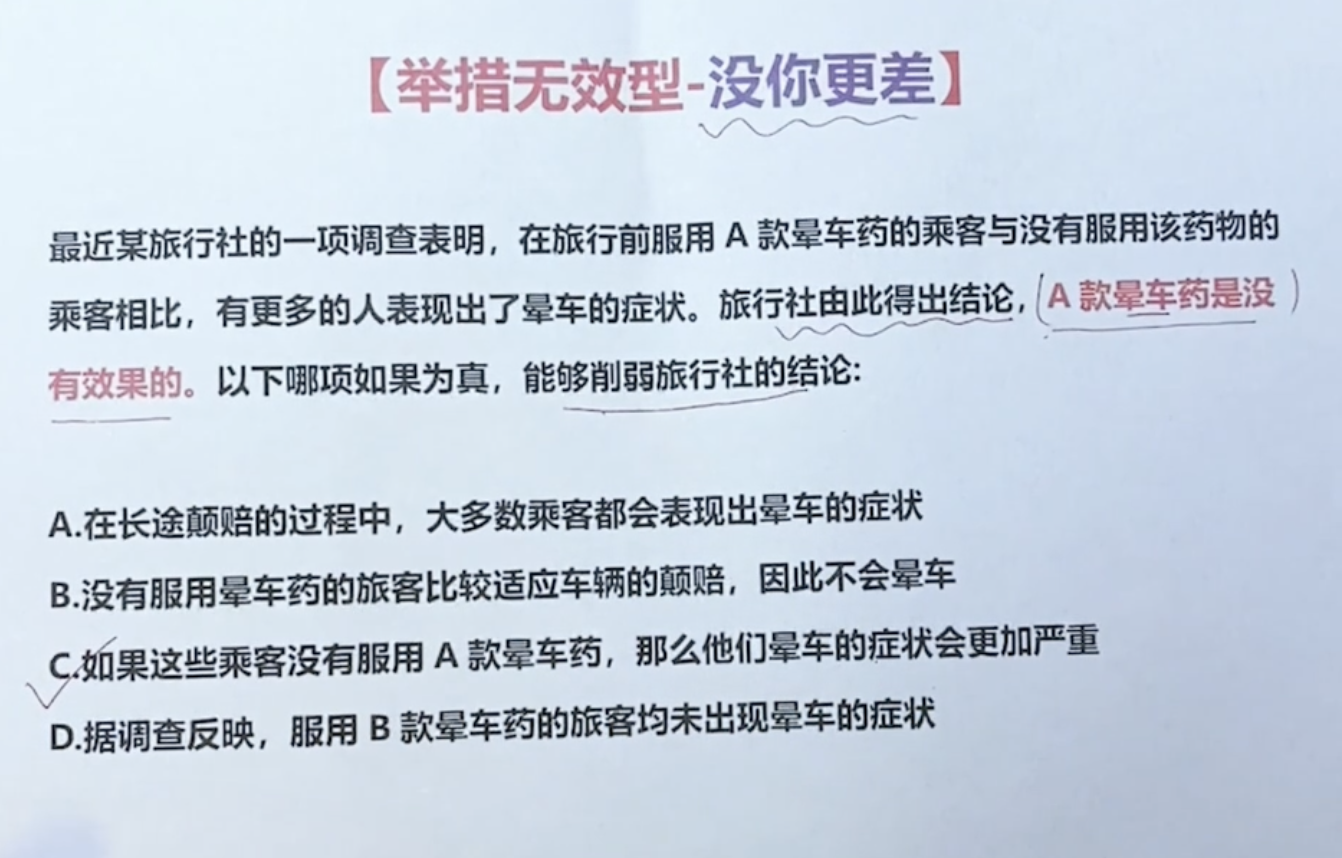 【举措无效型-没你更差】
最近某旅行社的一项调查表明，在旅行前服用 A 款晕车药的乘客与没有服用该药物的
乘客相比，有更多的人表现出了晕车的症状。旅行社由此得出结论，A 款晕车药是没
有效果的。以下哪项如果为真，能够削弱旅行社的结论：
A.在长途颠赔的过程中，大多数乘客都会表现出晕车的症状
B.没有服用晕车药的旅客比较适应车辆的颠赔，因此不会晕车
C.如果这些乘客没有服用 A 款晕车药，那么他们晕车的症状会更加严重
D.据调查反映，服用 B 款晕车药的旅客均未出现晕车的症状